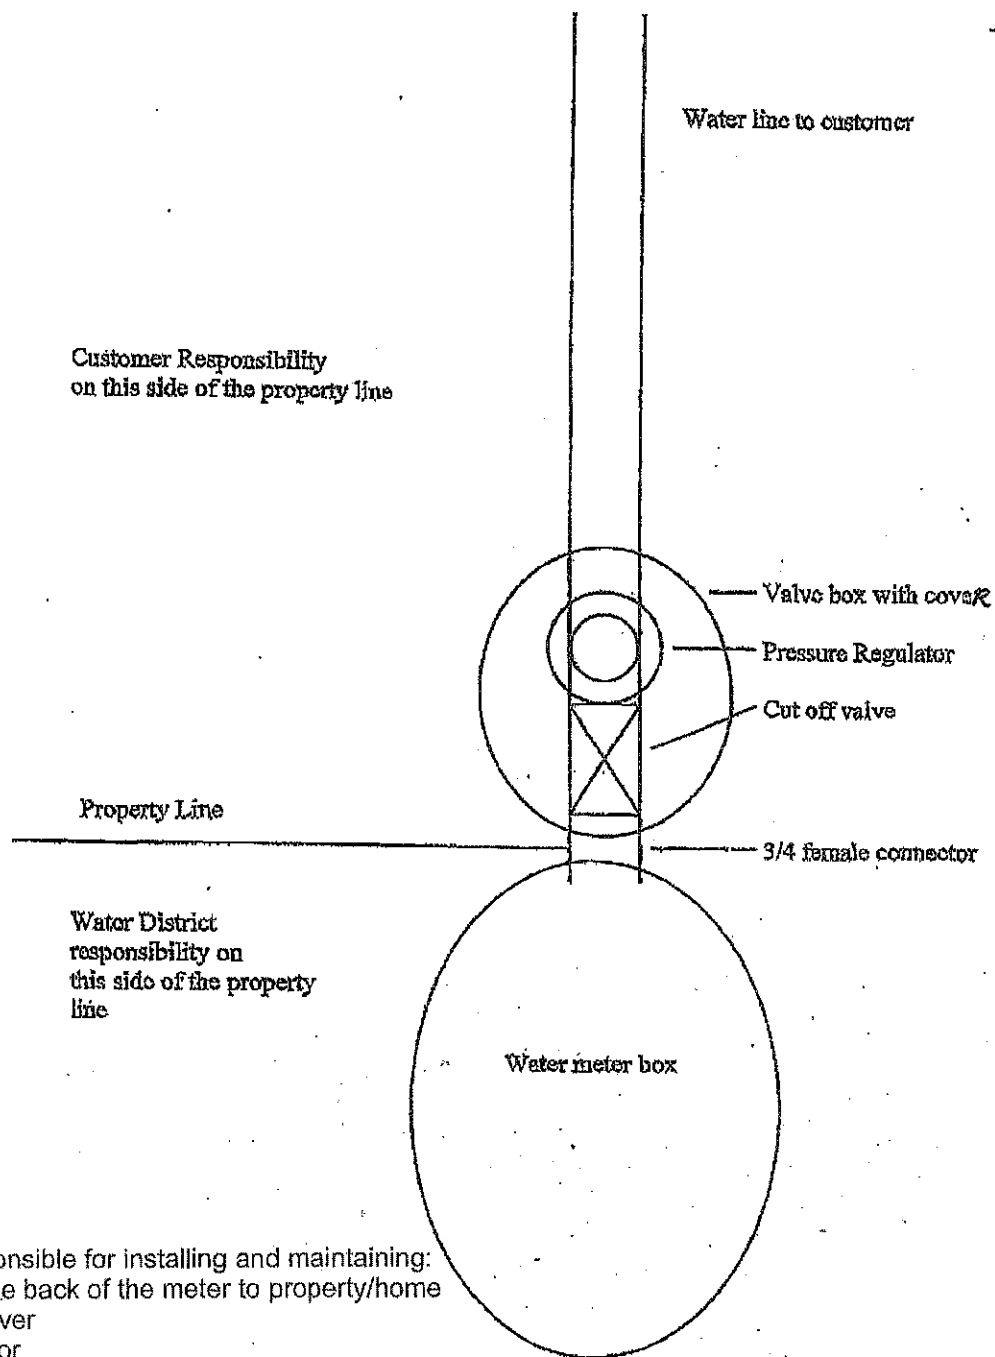 Water line to customer
Customer Responsibility
on this side of the property line
Valve box with coveR
Pressure Regulator
Cut off valve
Property Line
3/4 female connector
Water District
responsibility on
this side of the property
line
Water meter box
onsible for installing and maintaining:
e back of the meter to property/home
ver
or